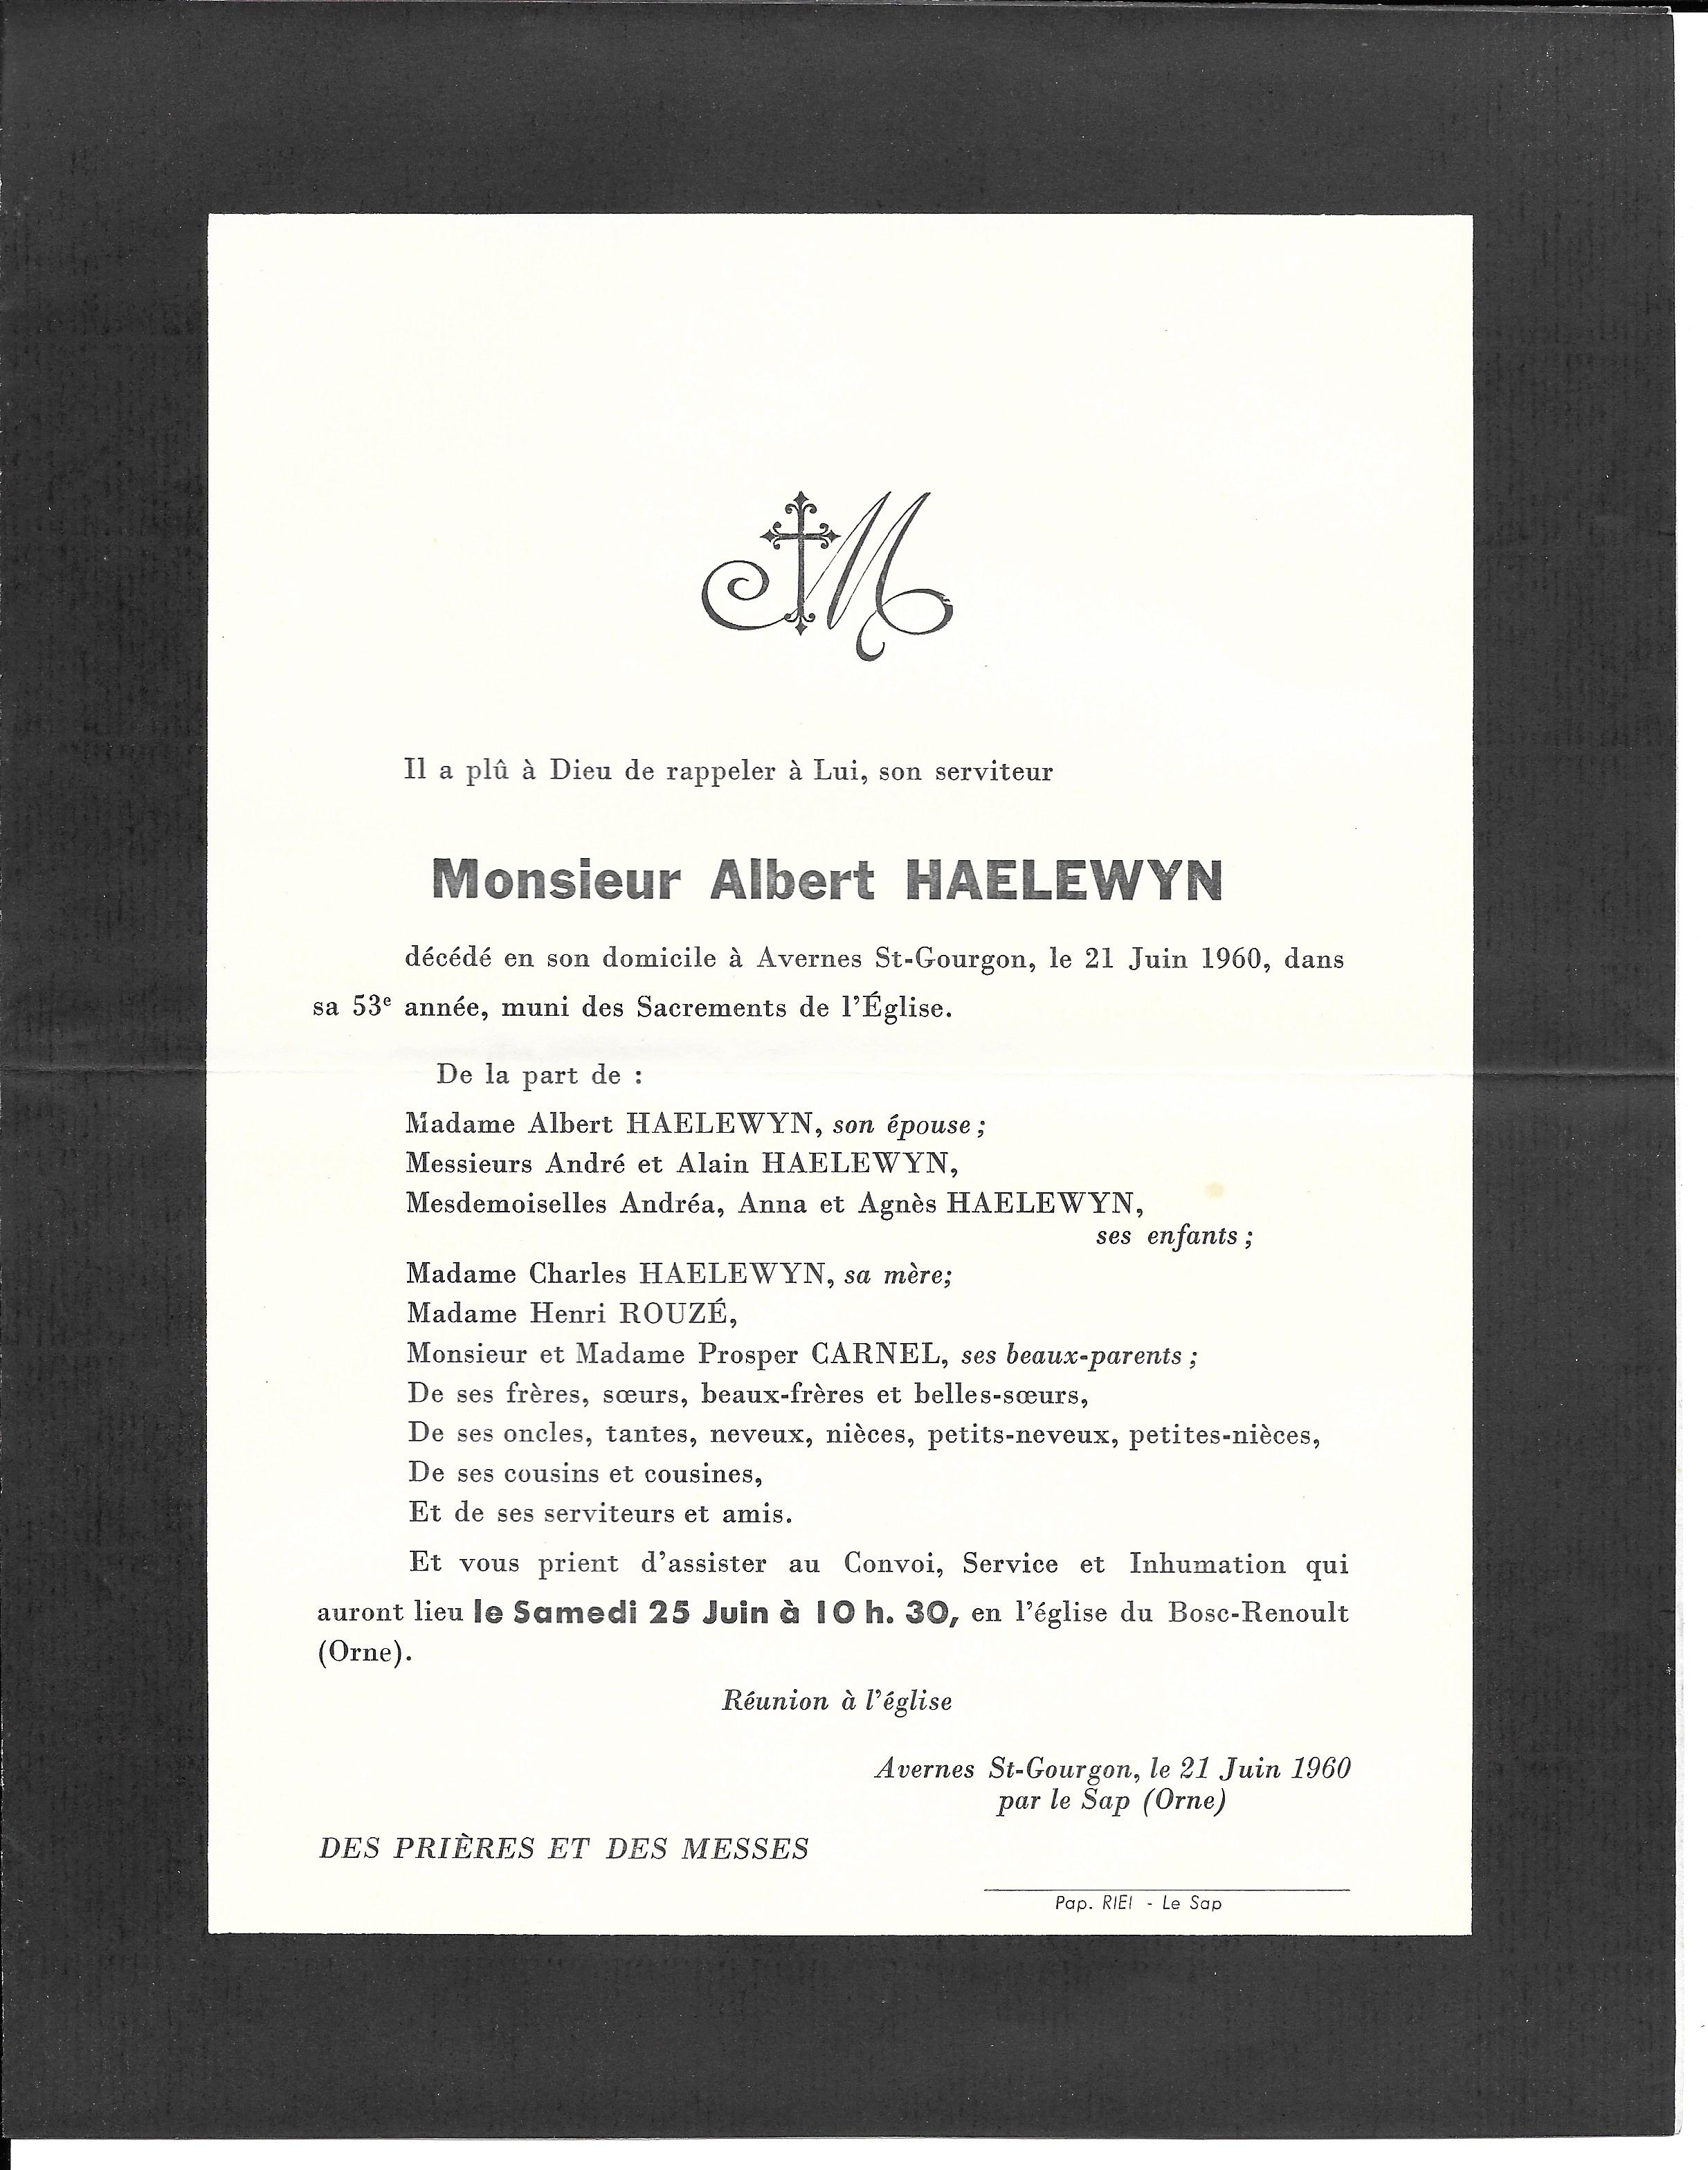 M
Il a plû à Dieu de rappeler à Lui, son serviteur
Monsieur Albert HAELEWYN
décédé en son domicile à Avernes St-Gourgon, le 21 Juin 1960, dans
sa 53e année, muni des Sacrements de l'Église.
De la part de :
Madame Albert HAELEWYN, son épouse ;
Messieurs André et Alain HAELEWYN,
Mesdemoiselles Andréa, Anna et Agnès HAELEWYN,
ses enfants ;
Madame Charles HAELEWYN, sa mère;
Madame Henri ROUZÉ,
Monsieur et Madame Prosper CARNEL, ses beaux-parents ;
De ses frères, sœurs, beaux-frères et belles-sœurs,
De ses oncles, tantes, neveux, nièces, petits-neveux, petites-nièces,
De ses cousins et cousines,
Et de ses serviteurs et amis.
Et vous prient d'assister au Convoi, Service et Inhumation qui
auront lieu le Samedi 25 Juin à 10 h. 30, en l'église du Bosc-Renoult
(Orne).
Réunion à l'église
Avernes St-Gourgon, le 21 Juin 1960
par le Sap (Orne)
DES PRIÈRES ET DES MESSES
Pap. RIEI - Le Sap